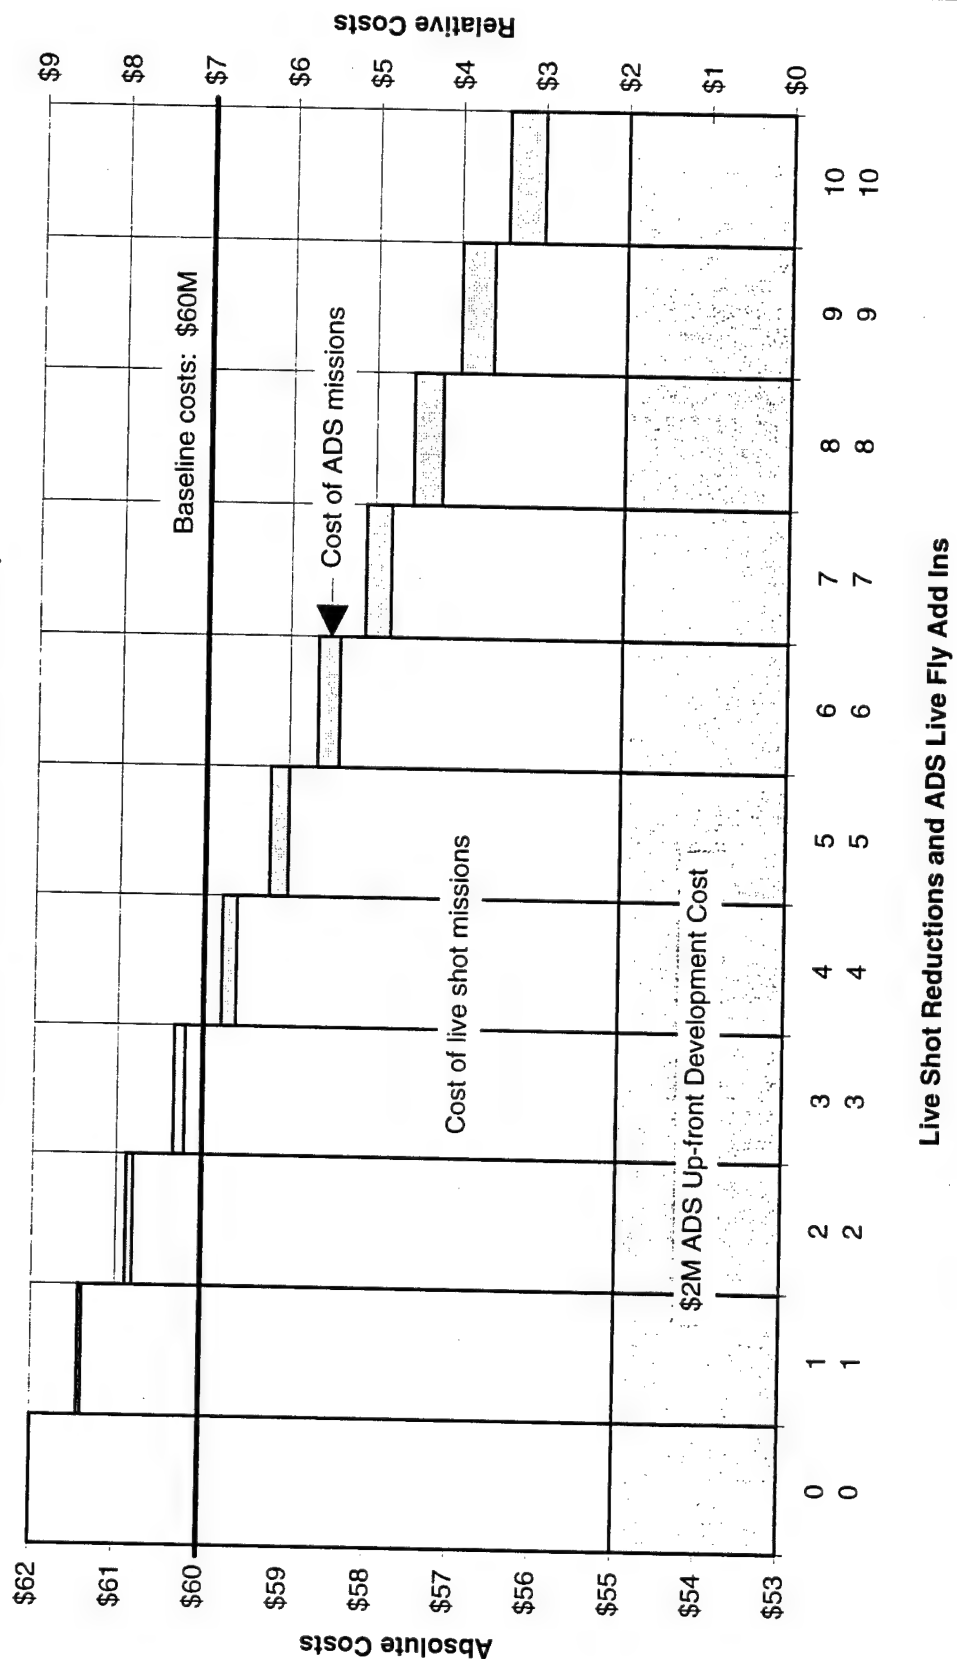 Absolute Costs
$62
$61
$60
$59
$58
$57
$56
$55
$54
$53
Relative Costs
$9
$8
$7
$6
$5
$4
$3
$2
$1
$0
Baseline costs: $60M
Cost of ADS missions
Cost of live shot missions
$2M ADS Up-front Development Cost
0 1 2 3 4 5 6 7 8 9 10
0 1 2 3 4 5 6 7 8 9 10
Live Shot Reductions and ADS Live Fly Add Ins